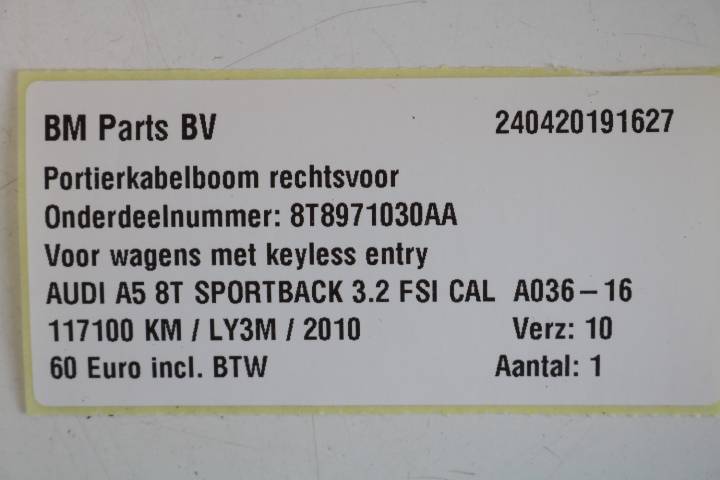 BM Parts BV 240420191627
Portierkabelboom rechtsvoor
Onderdeelnummer: 8T8971030AA
Voor wagens met keyless entry
AUDI A5 8T SPORTBACK 3.2 FSI CAL A036-16
117100 KM / LY3M / 2010 Verz: 10
60 Euro incl. BTW Aantal: 1